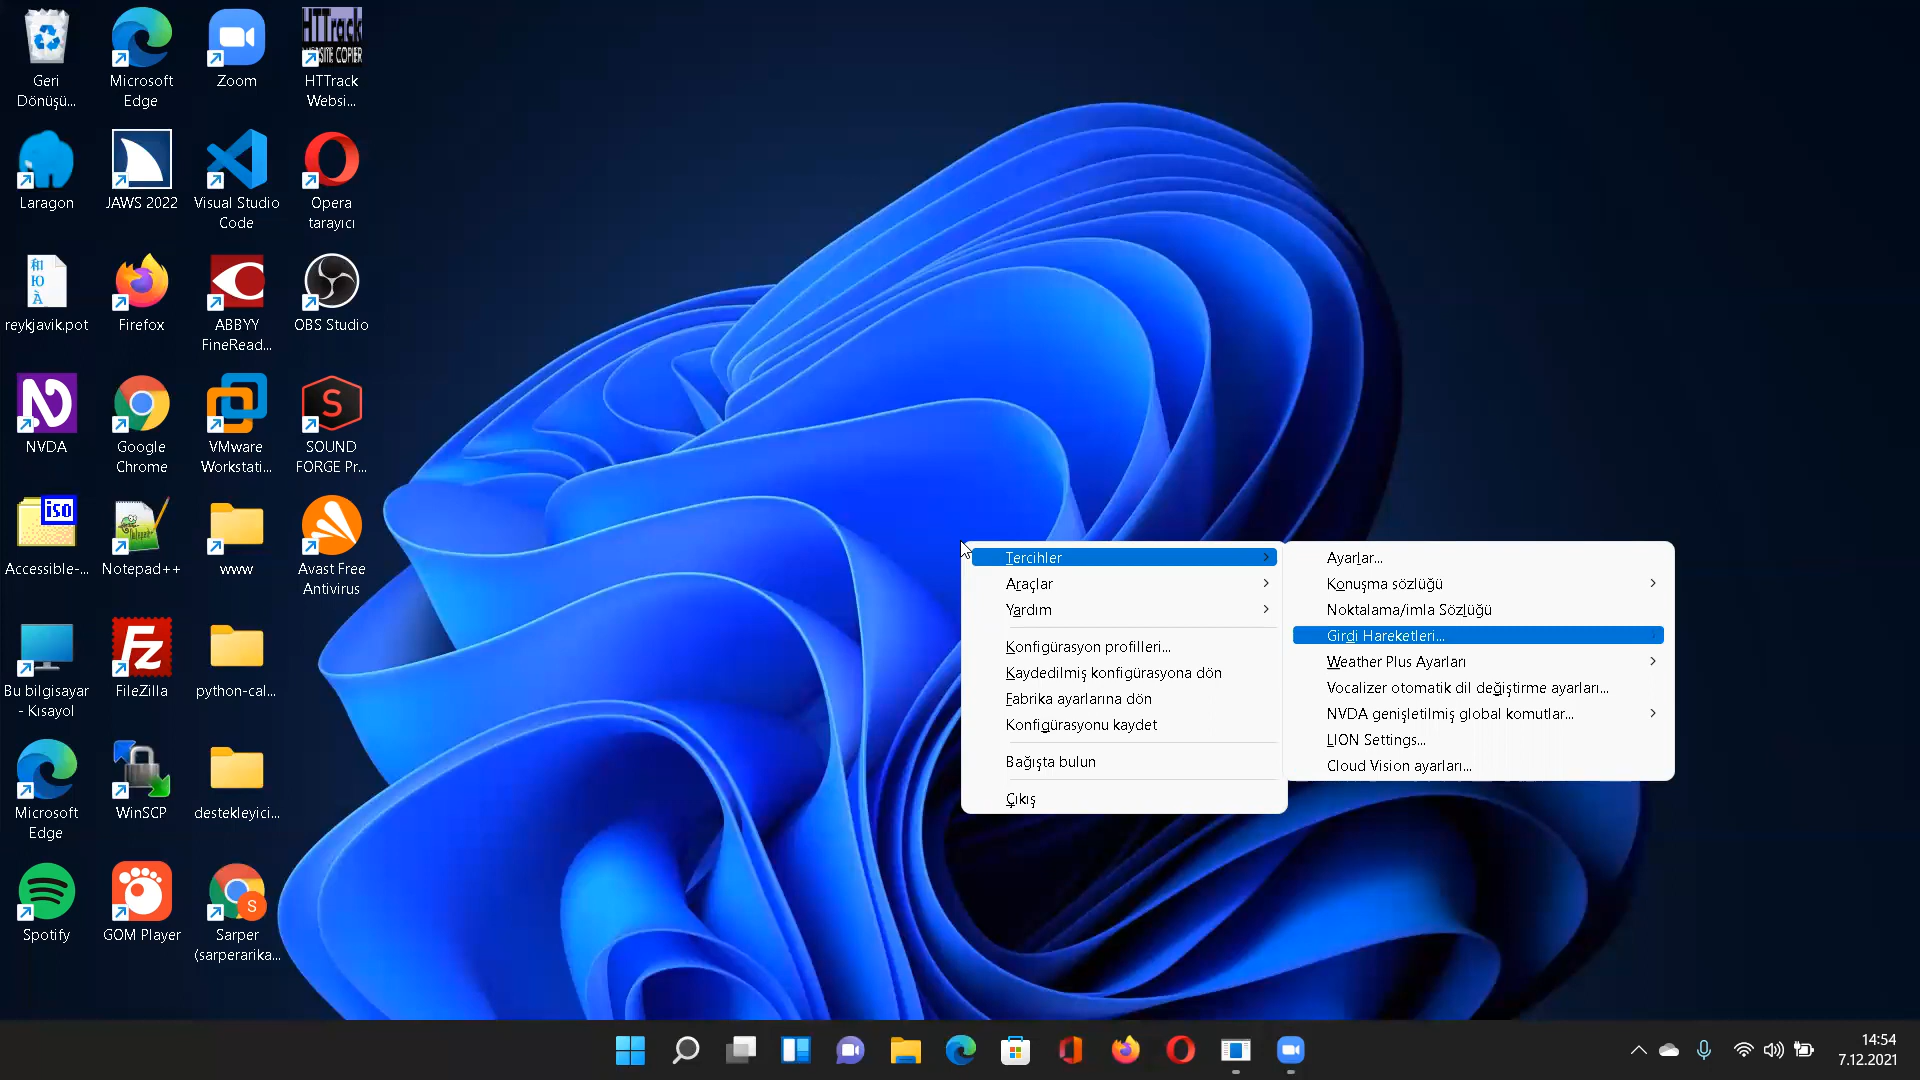 Geri
Dönüşü...
Microsoft
Edge
Zoom
HTTrack
WEBSITE COPIER
HTTrack
Websi...
Laragon
JAWS 2022
Visual Studio
Code
Opera
tarayıcı
reykjavik.pot
Firefox
ABBYY
FineRead...
OBS Studio
NVDA
Google
Chrome
VMware
Workstati...
S
SOUND
FORGE Pr...
iso
Accessible-...
Notepad++
www
Avast Free
Antivirus
Bu bilgisayar
- Kısayol
Fz
FileZilla
python-cal...
Microsoft
Edge
WinSCP
destekleyici...
Spotify
GOM Player
S
Sarper
(sarperarika...
Tercihler
Araçlar
Yardım
Konfigürasyon profilleri...
Kaydedilmiş konfigürasyona dön
Fabrika ayarlarına dön
Konfigürasyonu kaydet
Bağışta bulun
Çıkış
Ayarlar...
Konuşma sözlüğü
Noktalama/imla Sözlüğü
Girdi Hareketleri...
Weather Plus Ayarları
Vocalizer otomatik dil değiştirme ayarları...
NVDA genişletilmiş global komutlar...
LION Settings...
Cloud Vision ayarları...
14:54
7.12.2021